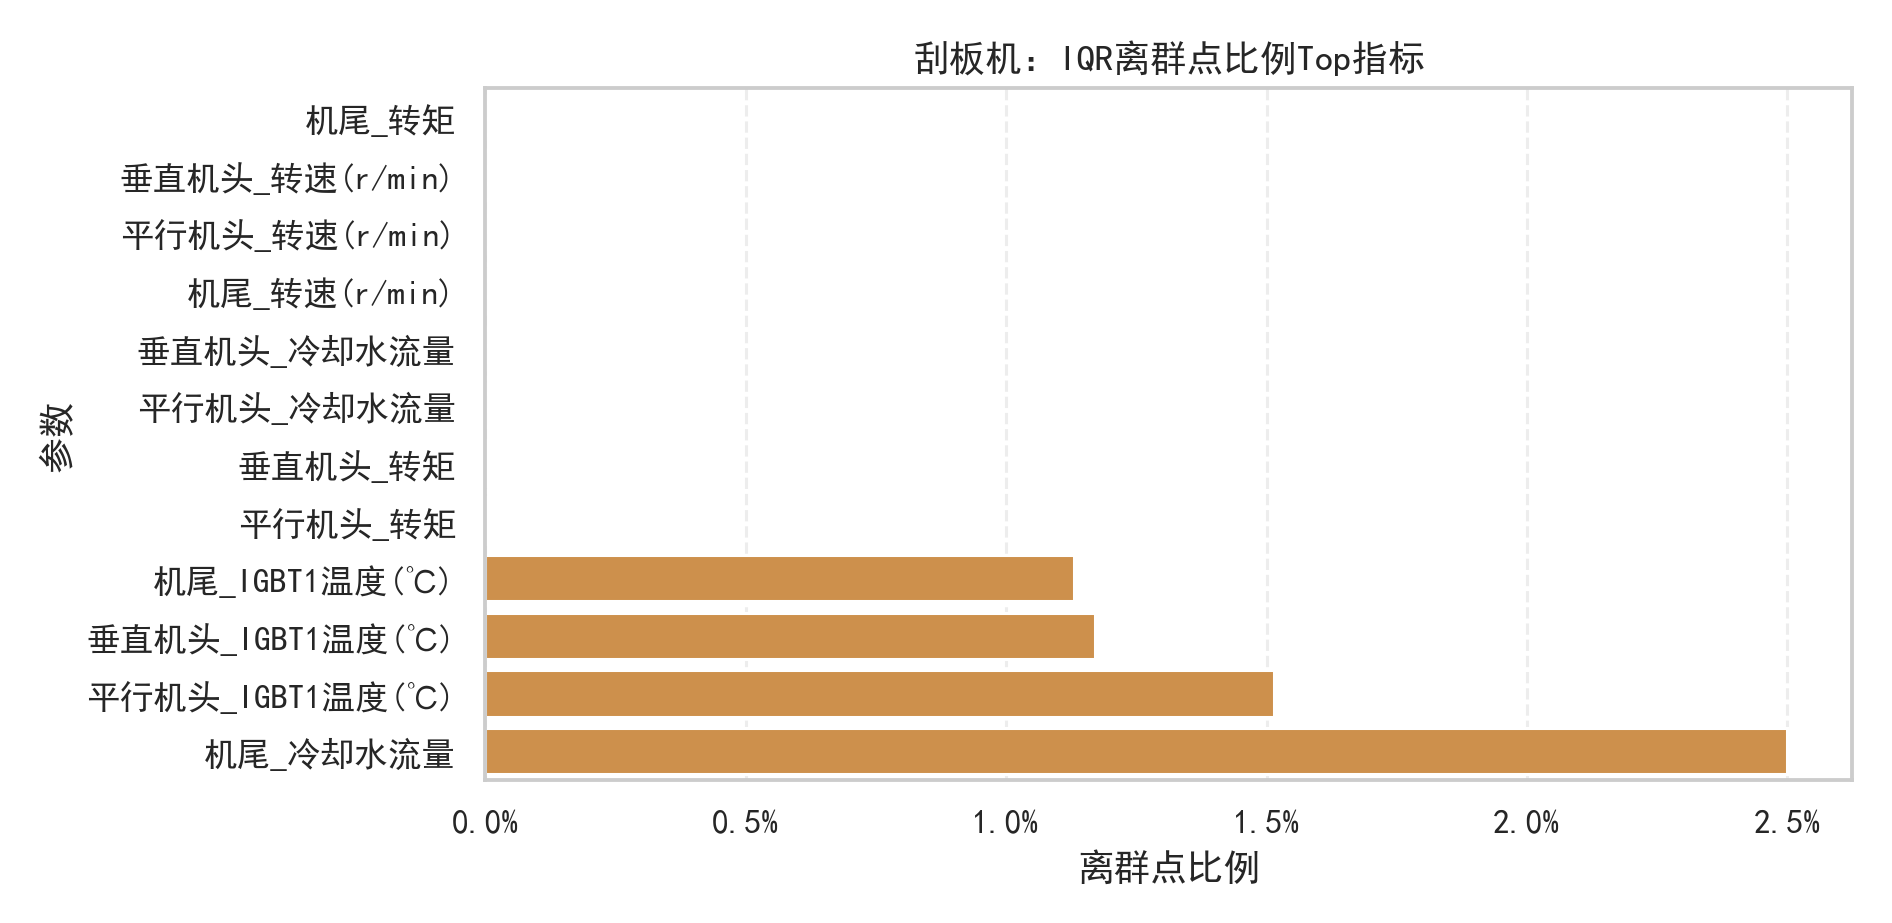 刮板机：IQR离群点比例Top指标
参数
机尾_转矩
垂直机头_转速(r/min)
平行机头_转速(r/min)
机尾_转速(r/min)
垂直机头_冷却水流量
平行机头_冷却水流量
垂直机头_转矩
平行机头_转矩
机尾_IGBT1温度(℃)
垂直机头_IGBT1温度(℃)
平行机头_IGBT1温度(℃)
机尾_冷却水流量
0.0% 0.5% 1.0% 1.5% 2.0% 2.5%
离群点比例